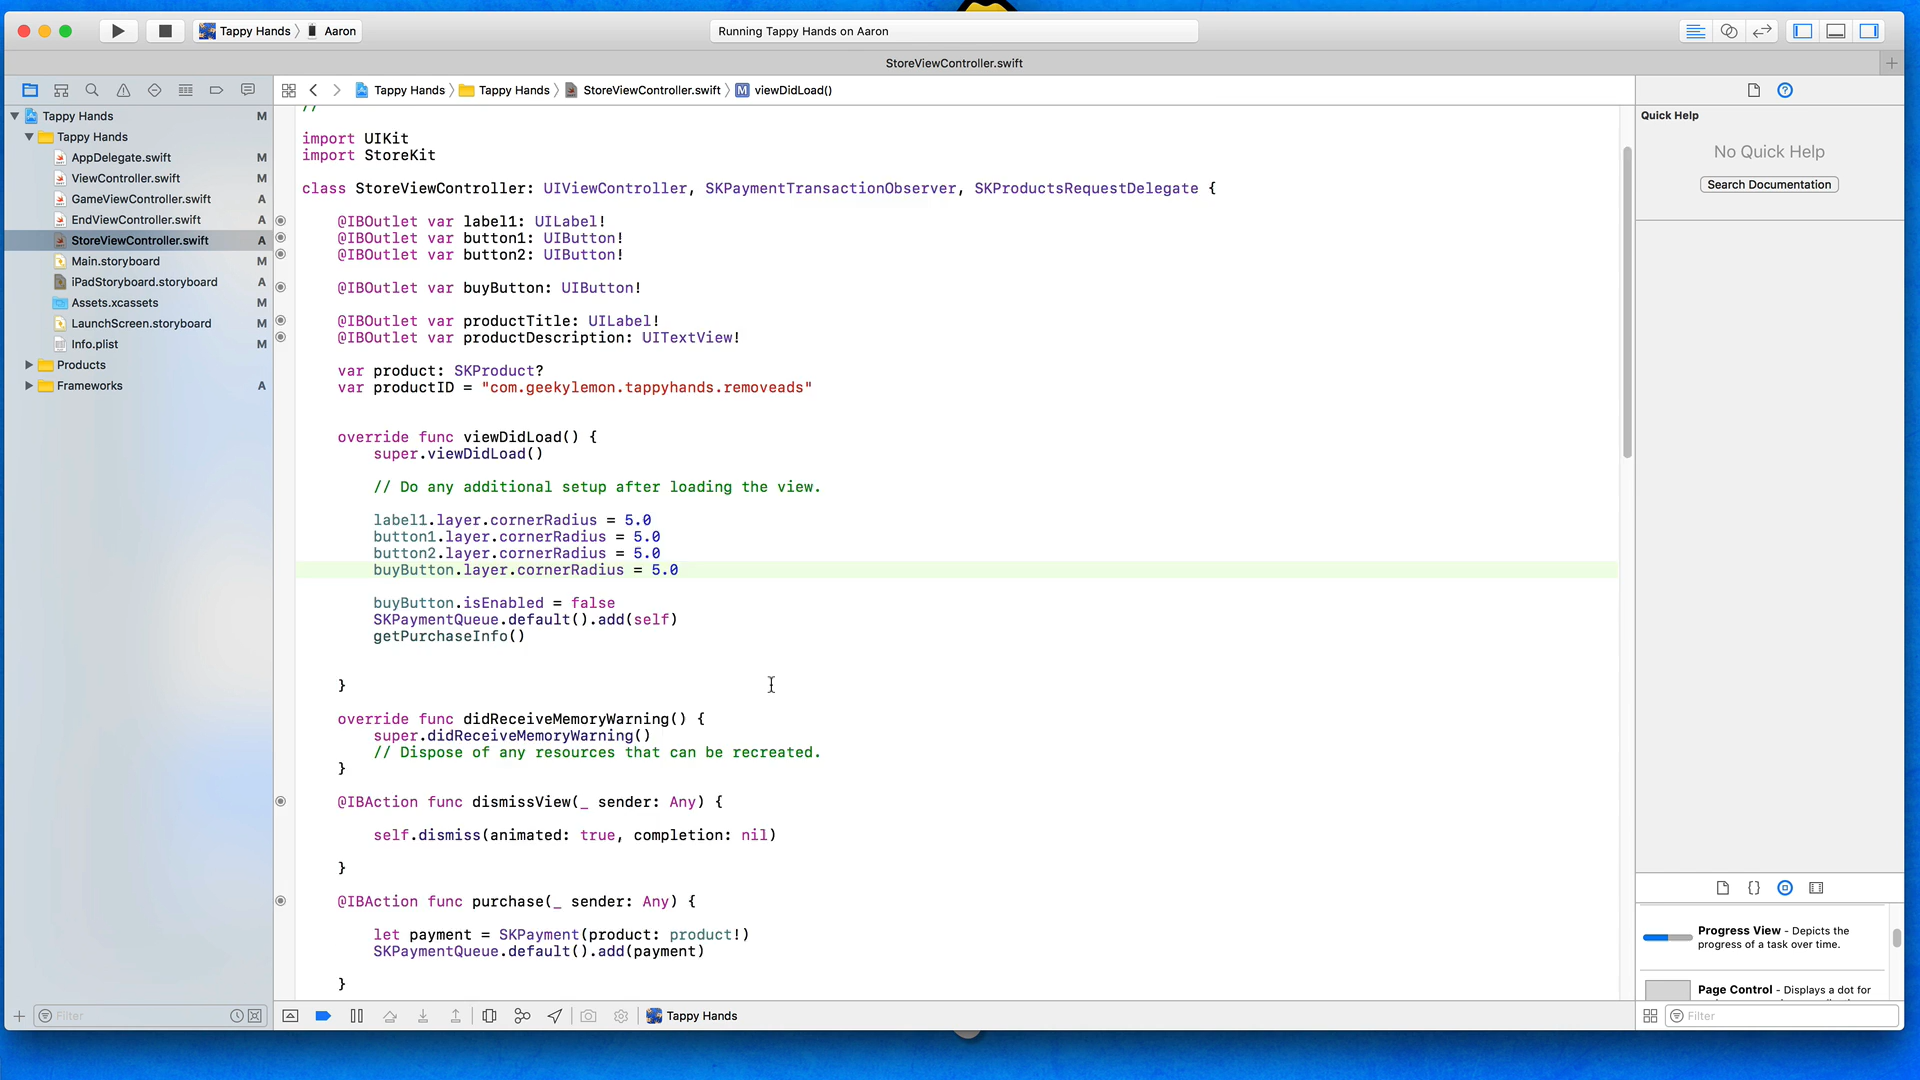 Tappy Hands
Aaron
Running Tappy Hands on Aaron
StoreViewController.swift
Tappy Hands
Tappy Hands
StoreViewController.swift
M
viewDidLoad()
Tappy Hands M
Tappy Hands
AppDelegate.swift M
ViewController.swift M
GameViewController.swift A
EndViewController.swift A
StoreViewController.swift A
Main.storyboard M
iPadStoryboard.storyboard A
Assets.xcassets M
LaunchScreen.storyboard M
Info.plist M
Products
Frameworks A
Filter
//
import UIKit
import StoreKit
class StoreViewController: UIViewController, SKPaymentTransactionObserver, SKProductsRequestDelegate {
@IBOutlet var label1: UILabel!
@IBOutlet var button1: UIButton!
@IBOutlet var button2: UIButton!
@IBOutlet var buyButton: UIButton!
@IBOutlet var productTitle: UILabel!
@IBOutlet var productDescription: UITextView!
var product: SKProduct?
var productID = "com.geekylemon.tappyhands.removeads"
override func viewDidLoad() {
super.viewDidLoad()
// Do any additional setup after loading the view.
label1.layer.cornerRadius = 5.0
button1.layer.cornerRadius = 5.0
button2.layer.cornerRadius = 5.0
buyButton.layer.cornerRadius = 5.0
buyButton.isEnabled = false
SKPaymentQueue.default().add(self)
getPurchaseInfo()
}
override func didReceiveMemoryWarning() {
super.didReceiveMemoryWarning()
// Dispose of any resources that can be recreated.
}
@IBAction func dismissView(_ sender: Any) {
self.dismiss(animated: true, completion: nil)
}
@IBAction func purchase(_ sender: Any) {
let payment = SKPayment(product: product!)
SKPaymentQueue.default().add(payment)
}
Tappy Hands
Quick Help
No Quick Help
Search Documentation
{}
Progress View - Depicts the
progress of a task over time.
Page Control - Displays a dot for
Filter